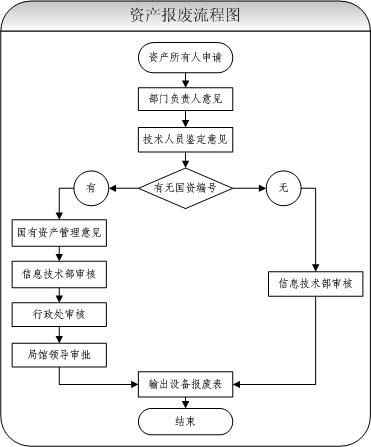 资产报废流程图
资产所有人申请
部门负责人意见
技术人员鉴定意见
有
有无国资编号
无
国有资产管理意见
信息技术部审核
信息技术部审核
行政处审核
局馆领导审批
输出设备报废表
结束